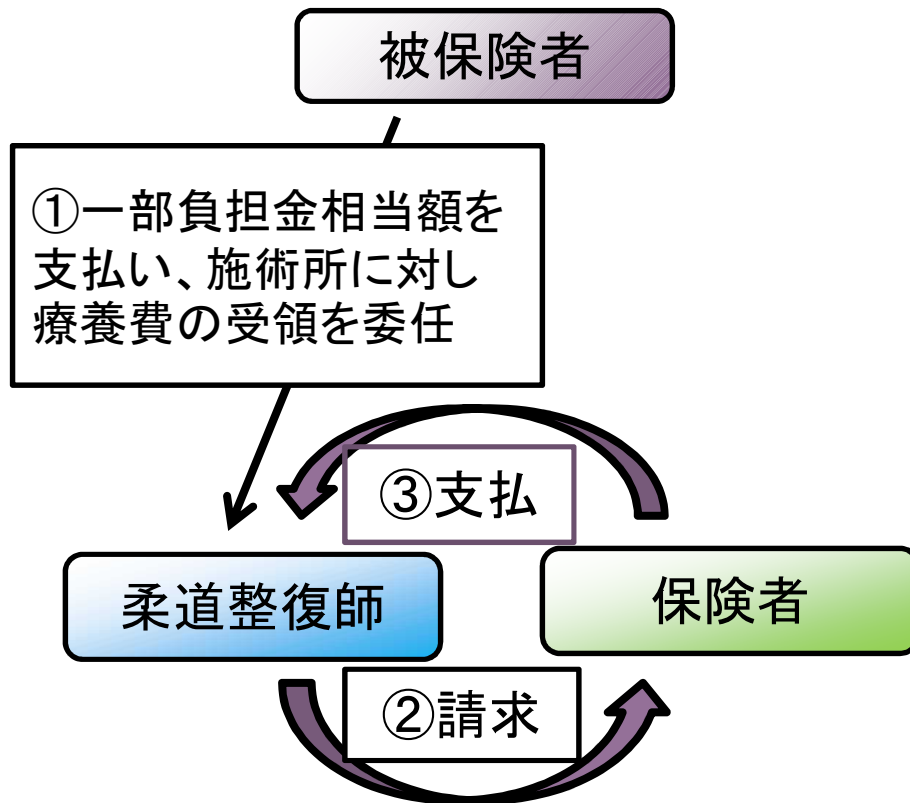 被保険者
①一部負担金相当額を
支払い、施術所に対し
療養費の受領を委任
③支払
柔道整復師
保険者
②請求